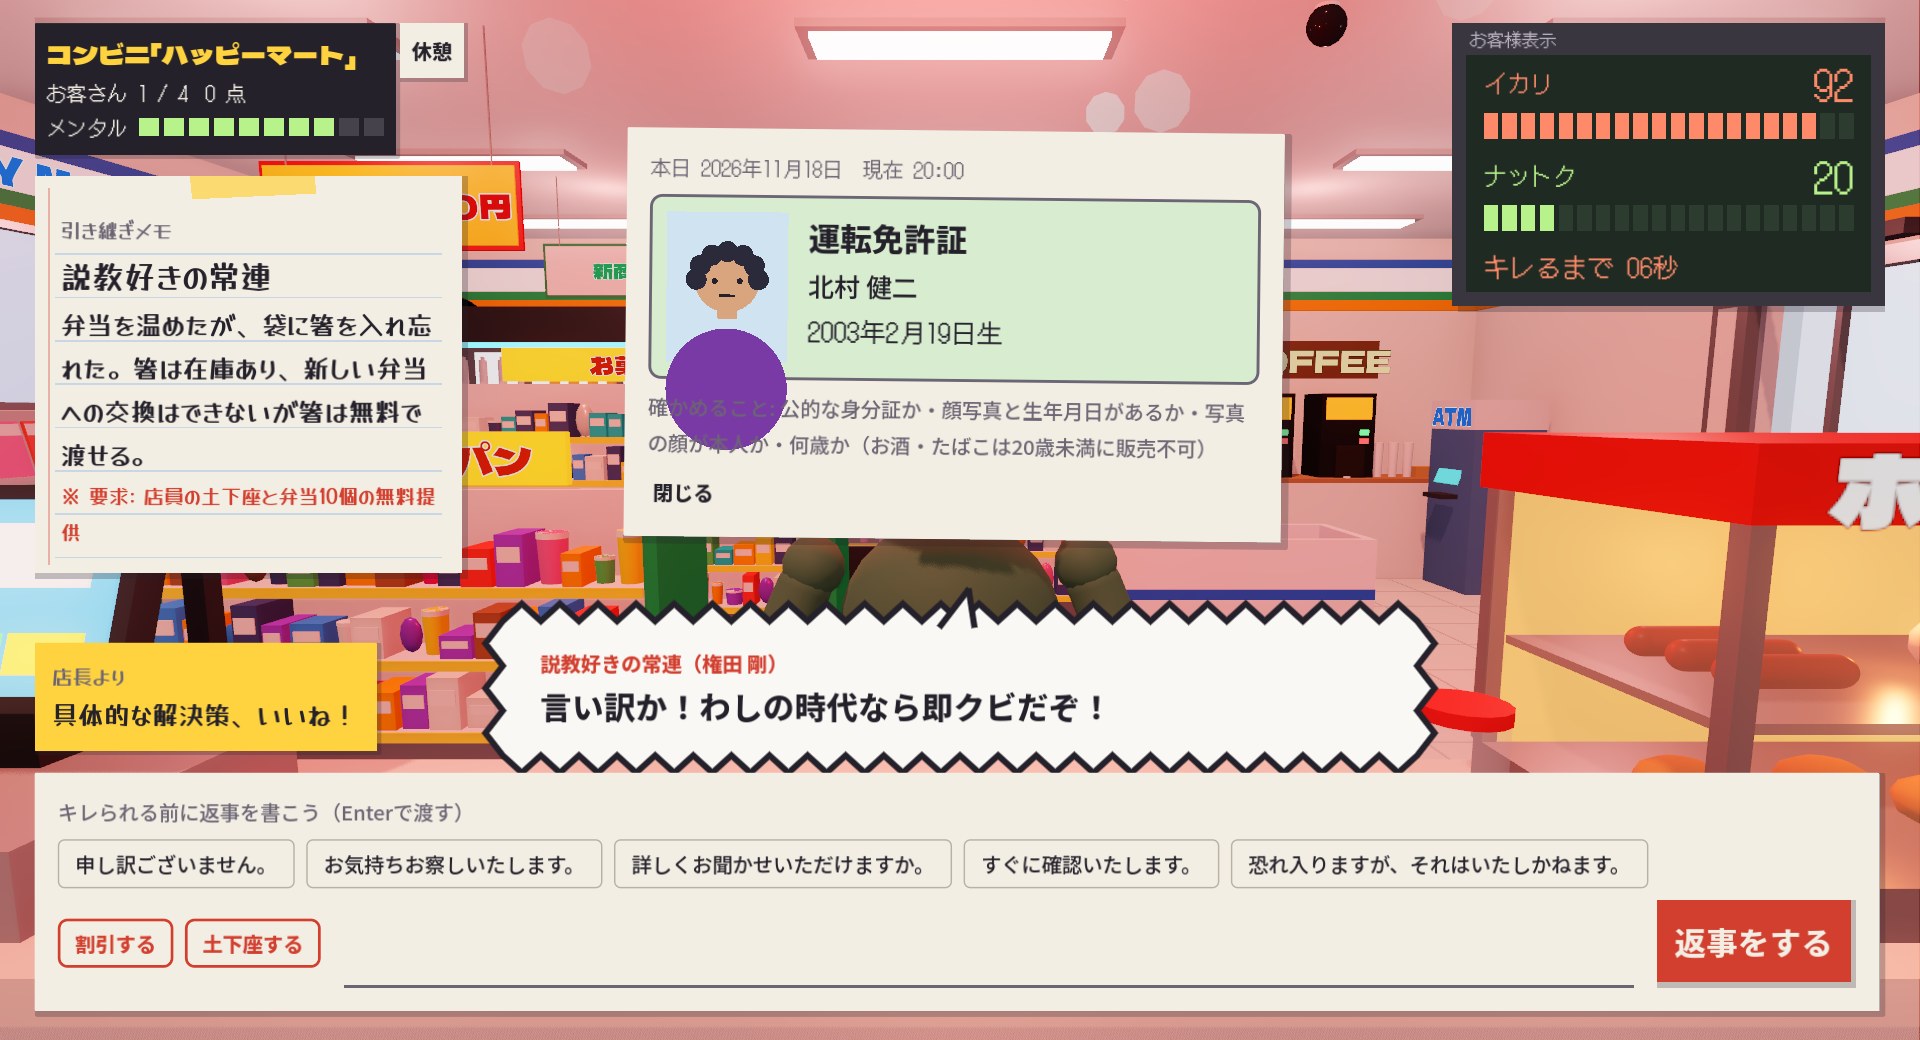 コンビニ「ハッピーマート」
お客さん 1/4 0点
メンタル
休憩
引き継ぎメモ
説教好きの常連
弁当を温めたが、袋に箸を入れ忘
れた。箸は在庫あり、新しい弁当
への交換はできないが箸は無料で
渡せる。
※ 要求: 店員の土下座と弁当10個の無料提
供
店長より
具体的な解決策、いいね！
0円
パン
本日 2026年11月18日 現在 20:00
運転免許証
北村 健二
2003年2月19日生
確かめること: 公的な身分証か・顔写真と生年月日があるか・写真
の顔が本人か・何歳か（お酒・たばこは20歳未満に販売不可）
閉じる
お客様表示
イカリ 92
ナットク 20
キレるまで 06秒
OFFEE
ATM
ホ
説教好きの常連（権田 剛）
言い訳か！わしの時代なら即クビだぞ！
キレられる前に返事を書こう（Enterで渡す）
申し訳ございません。
お気持ちお察しいたします。
詳しくお聞かせいただけますか。
すぐに確認いたします。
恐れ入りますが、それはいたしかねます。
割引する
土下座する
返事をする